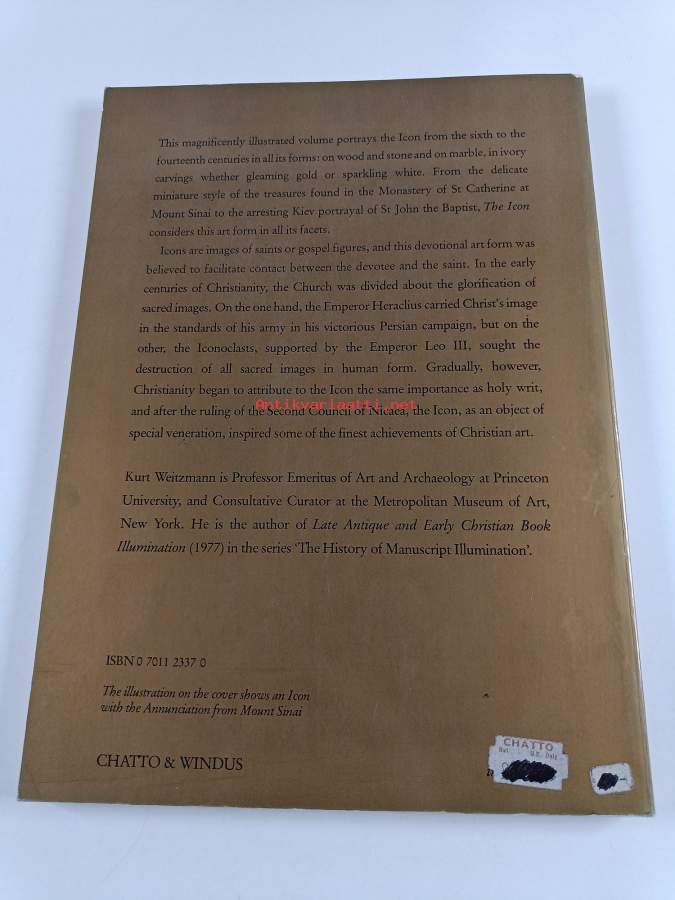 This magnificently illustrated volume portrays the Icon from the sixth to the
fourteenth centuries in all its forms: on wood and stone and on marble, in ivory
carvings whether gleaming gold or sparkling white. From the delicate
miniature style of the treasures found in the Monastery of St Catherine at
Mount Sinai to the arresting Kiev portrayal of St John the Baptist, The Icon
considers this art form in all its facets.
Icons are images of saints or gospel figures, and this devotional art form was
believed to facilitate contact between the devotee and the saint. In the early
centuries of Christianity, the Church was divided about the glorification of
sacred images. On the one hand, the Emperor Heraclius carried Christ's image
in the standards of his army in his victorious Persian campaign, but on the
other, the Iconoclasts, supported by the Emperor Leo III, sought the
destruction of all sacred images in human form. Gradually, however,
Christianity began to attribute to the Icon the same importance as holy writ,
Antikvariaatti.net
and after the ruling of the Second Council of Nicaea, the Icon, as an object of
special veneration, inspired some of the finest achievements of Christian art.
Kurt Weitzmann is Professor Emeritus of Art and Archaeology at Princeton
University, and Consultative Curator at the Metropolitan Museum of Art,
New York. He is the author of Late Antique and Early Christian Book
Illumination (1977) in the series 'The History of Manuscript Illumination'.
ISBN 0 7011 2337 0
The illustration on the cover shows an Icon
with the Annunciation from Mount Sinai
CHATTO & WINDUS
CHATTO